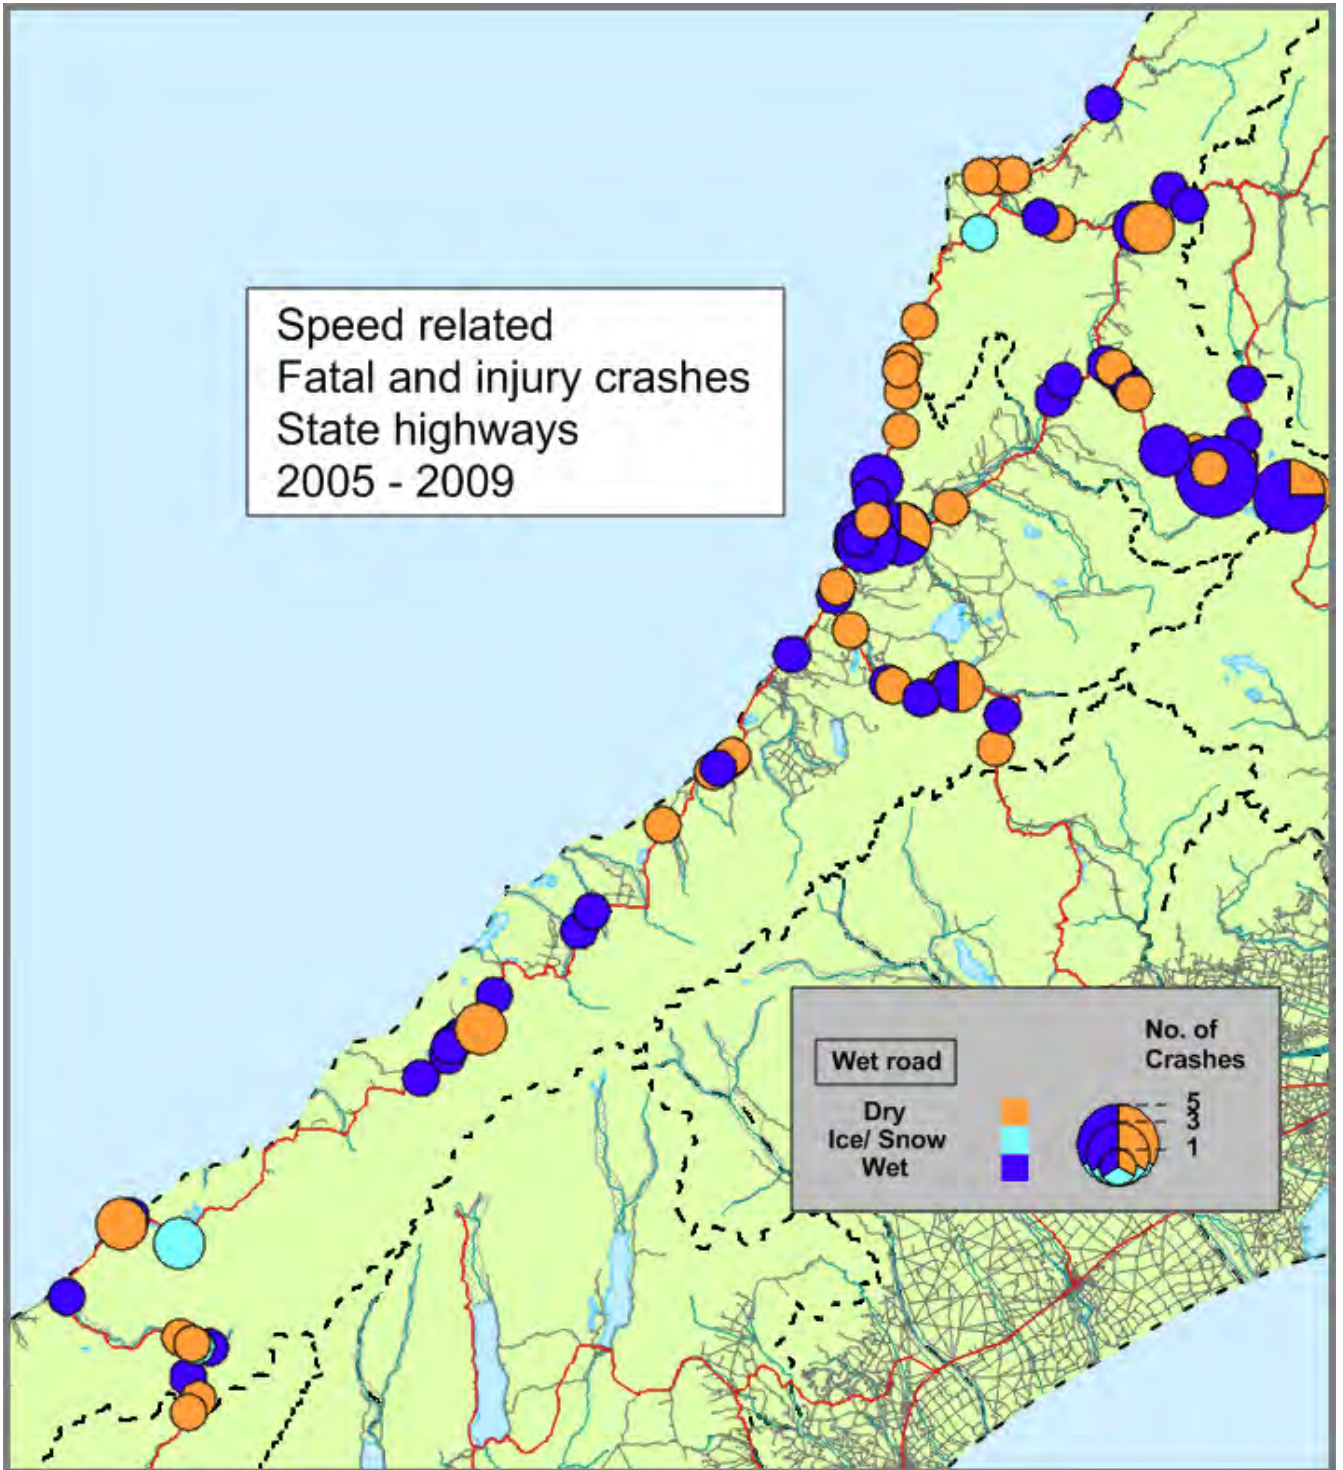 Speed related
Fatal and injury crashes
State highways
2005 - 2009
No. of
Crashes
Wet road
Dry
Ice/ Snow
Wet
5
3
1